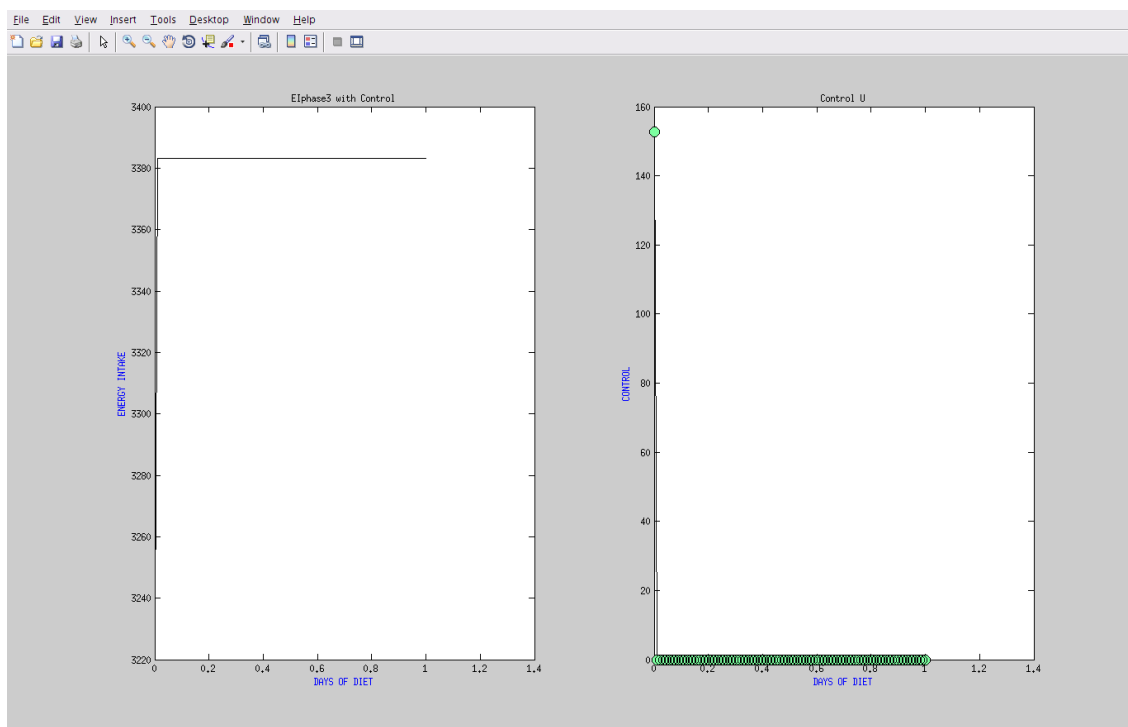 File Edit View Insert Tools Desktop Window Help
EIphase3 with Control
3400
3380
3360
3340
3320
3300
3280
3260
3240
3220
ENERGY INTAKE
0 0.2 0.4 0.6 0.8 1 1.2 1.4
DAYS OF DIET
Control U
160
140
120
100
80
60
40
20
0
CONTROL
0 0.2 0.4 0.6 0.8 1 1.2 1.4
DAYS OF DIET